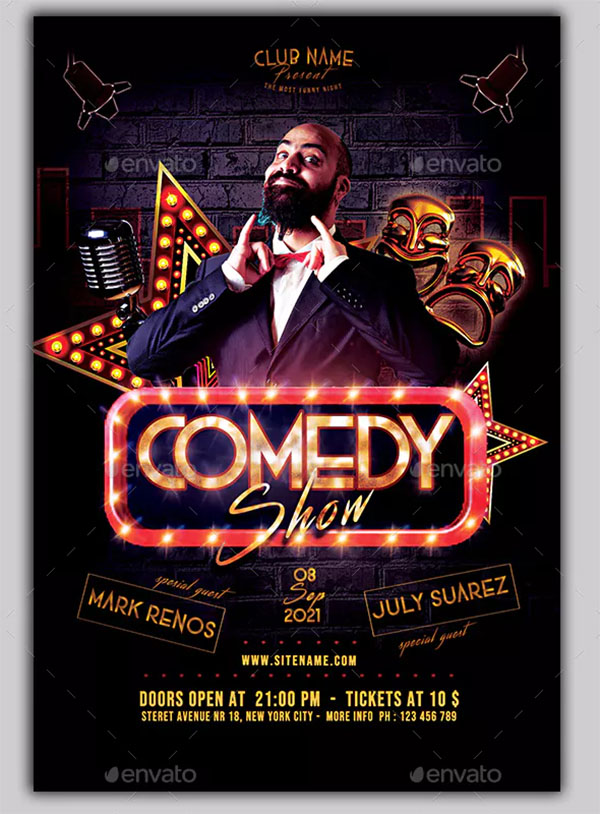 CLUB NAME
Present
THE MOST FUNNY NIGHT
envato
envato
COMEDY
Show
envato
envato
special guest
MARK RENOS
08
Sep
2021
JULY SUAREZ
special guest
WWW.SITENAME.COM
DOORS OPEN AT 21:00 PM - TICKETS AT 10 $
STERET AVENUE NR 18, NEW YORK CITY - MORE INFO PH : 123 456 789
envato
envato